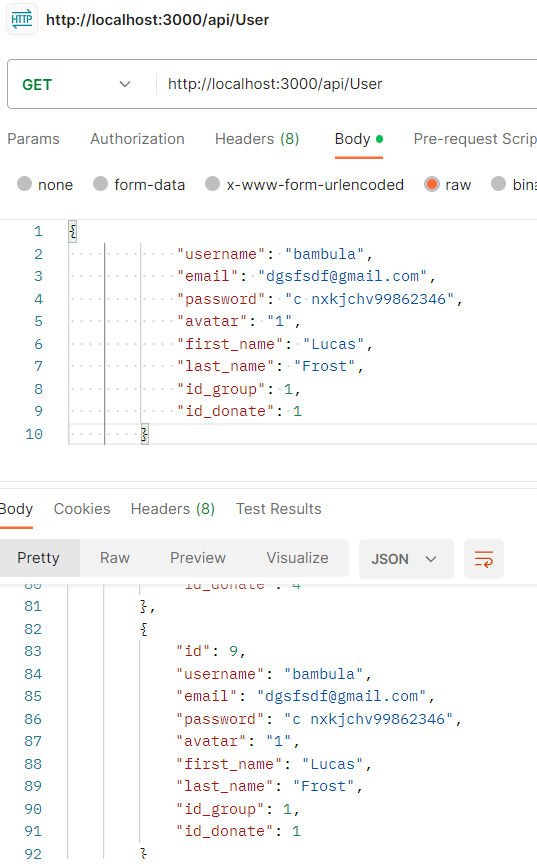 HTTP http://localhost:3000/api/User
GET http://localhost:3000/api/User
Params Authorization Headers (8) Body Pre-request Scrip
none form-data x-www-form-urlencoded raw bina
1 {
2 "username": "bambula",
3 "email": "dgsfsdf@gmail.com",
4 "password": "c nxkjchv99862346",
5 "avatar": "1",
6 "first_name": "Lucas",
7 "last_name": "Frost",
8 "id_group": 1,
9 "id_donate": 1
10 }
Body Cookies Headers (8) Test Results
Pretty Raw Preview Visualize JSON
80 "id_donate": 4
81 },
82 {
83 "id": 9,
84 "username": "bambula",
85 "email": "dgsfsdf@gmail.com",
86 "password": "c nxkjchv99862346",
87 "avatar": "1",
88 "first_name": "Lucas",
89 "last_name": "Frost",
90 "id_group": 1,
91 "id_donate": 1
92 }